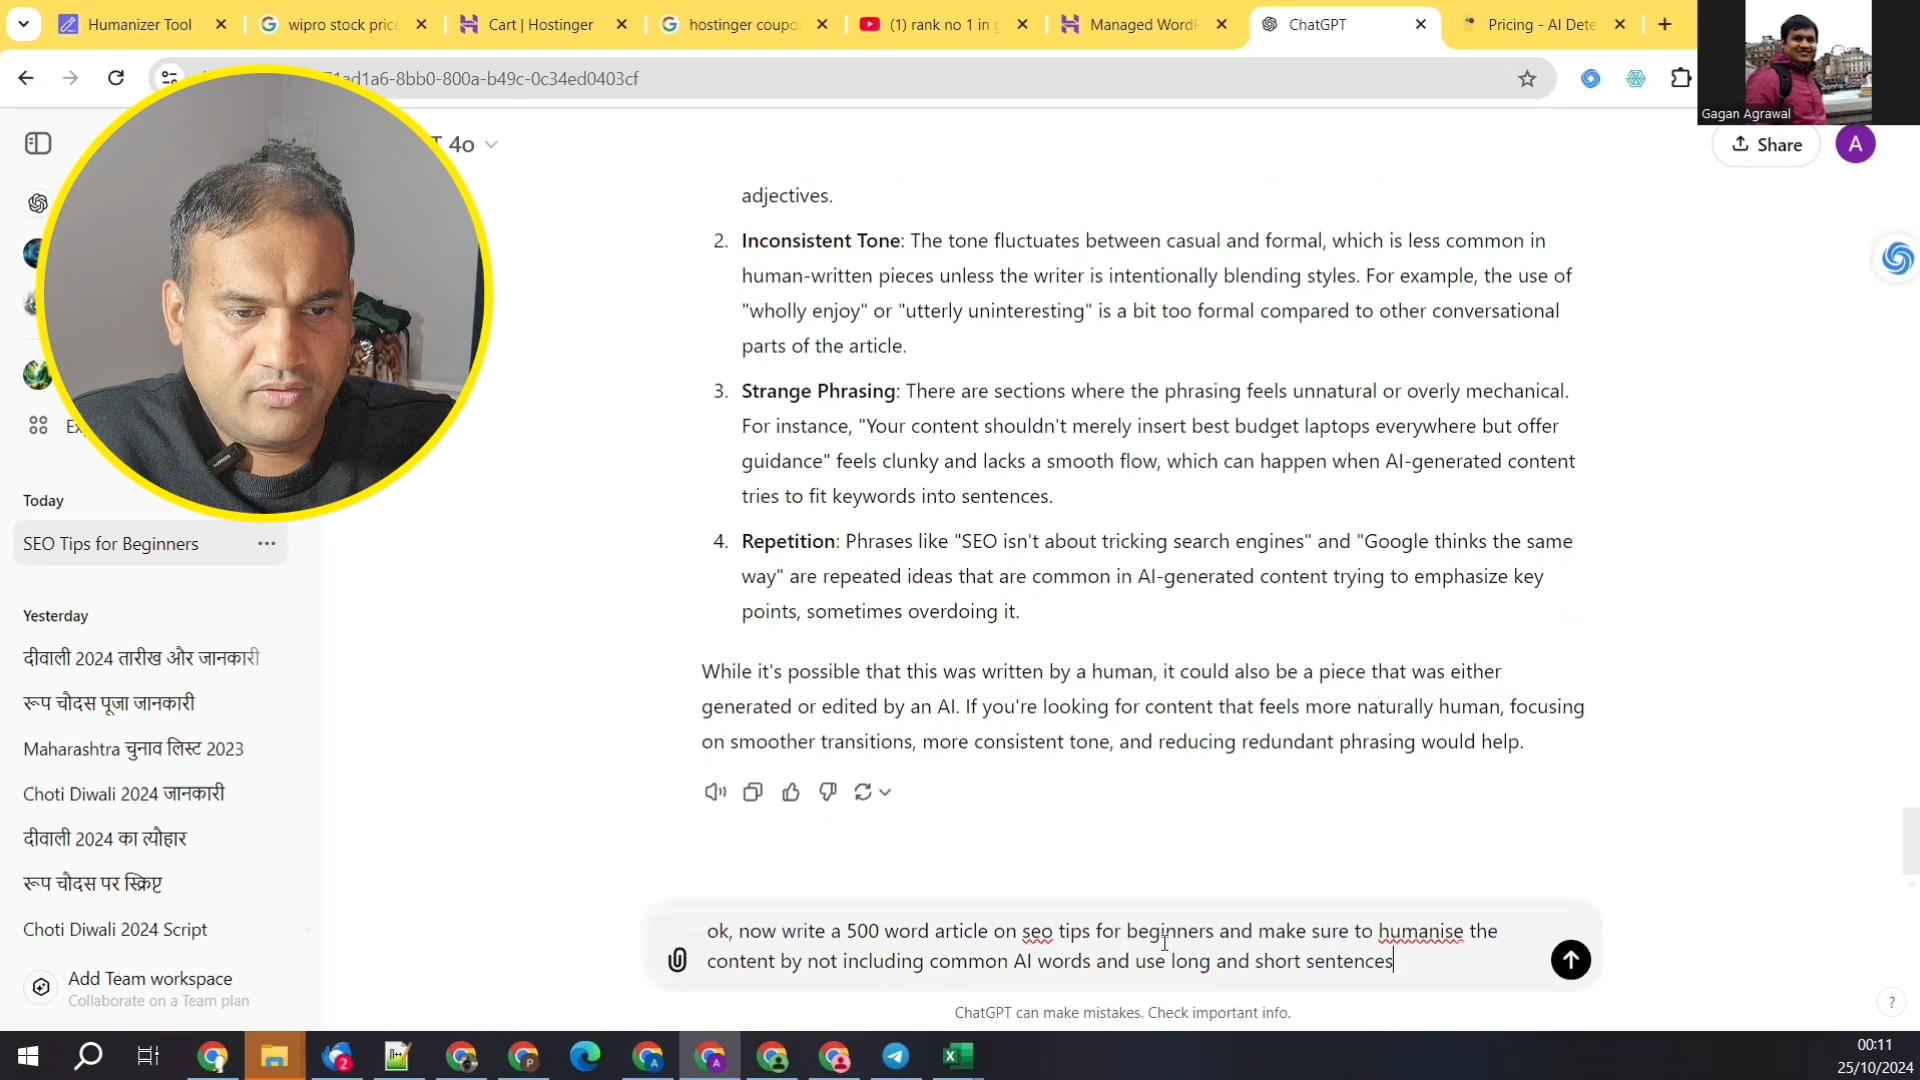 Humanizer Tool
wipro stock price
Cart | Hostinger
hostinger coupo
(1) rank no 1 in g
Managed WordP
ChatGPT
Pricing - AI Dete
71ad1a6-8bb0-800a-b49c-0c34ed0403cf
Gagan Agrawal
T 4o
Share
A
adjectives.
2. Inconsistent Tone: The tone fluctuates between casual and formal, which is less common in
human-written pieces unless the writer is intentionally blending styles. For example, the use of
"wholly enjoy" or "utterly uninteresting" is a bit too formal compared to other conversational
parts of the article.
3. Strange Phrasing: There are sections where the phrasing feels unnatural or overly mechanical.
For instance, "Your content shouldn't merely insert best budget laptops everywhere but offer
guidance" feels clunky and lacks a smooth flow, which can happen when AI-generated content
tries to fit keywords into sentences.
4. Repetition: Phrases like "SEO isn't about tricking search engines" and "Google thinks the same
way" are repeated ideas that are common in AI-generated content trying to emphasize key
points, sometimes overdoing it.
While it's possible that this was written by a human, it could also be a piece that was either
generated or edited by an AI. If you're looking for content that feels more naturally human, focusing
on smoother transitions, more consistent tone, and reducing redundant phrasing would help.
Today
SEO Tips for Beginners
Yesterday
दीवाली 2024 तारीख और जानकारी
रूप चौदस पूजा जानकारी
Maharashtra चुनाव लिस्ट 2023
Choti Diwali 2024 जानकारी
दीवाली 2024 का त्यौहार
रूप चौदस पर स्क्रिप्ट
Choti Diwali 2024 Script
Add Team workspace
Collaborate on a Team plan
ok, now write a 500 word article on seo tips for beginners and make sure to humanise the
content by not including common AI words and use long and short sentences
ChatGPT can make mistakes. Check important info.
?
00:11
25/10/2024